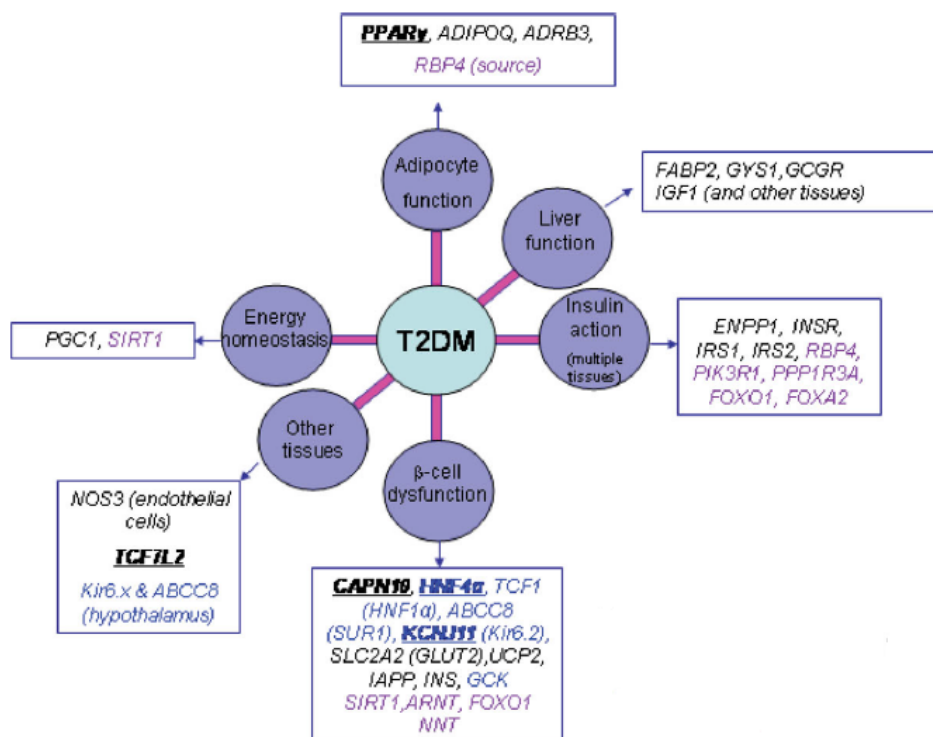 PPARγ, ADIPOQ, ADRB3,
RBP4 (source)
Adipocyte
function
FABP2, GYS1,GCGR
IGF1 (and other tissues)
Liver
function
Energy
homeostasis
T2DM
Insulin
action
(multiple
tissues)
PGC1, SIRT1
ENPP1, INSR,
IRS1, IRS2, RBP4,
PIK3R1, PPP1R3A,
FOXO1, FOXA2
Other
tissues
β-cell
dysfunction
NOS3 (endothelial
cells)
TCF7L2
Kir6.x & ABCC8
(hypothalamus)
CAPN10, HNF4α, TCF1
(HNF1α), ABCC8
(SUR1), KCNJ11 (Kir6.2),
SLC2A2 (GLUT2),UCP2,
IAPP, INS, GCK
SIRT1,ARNT, FOXO1
NNT